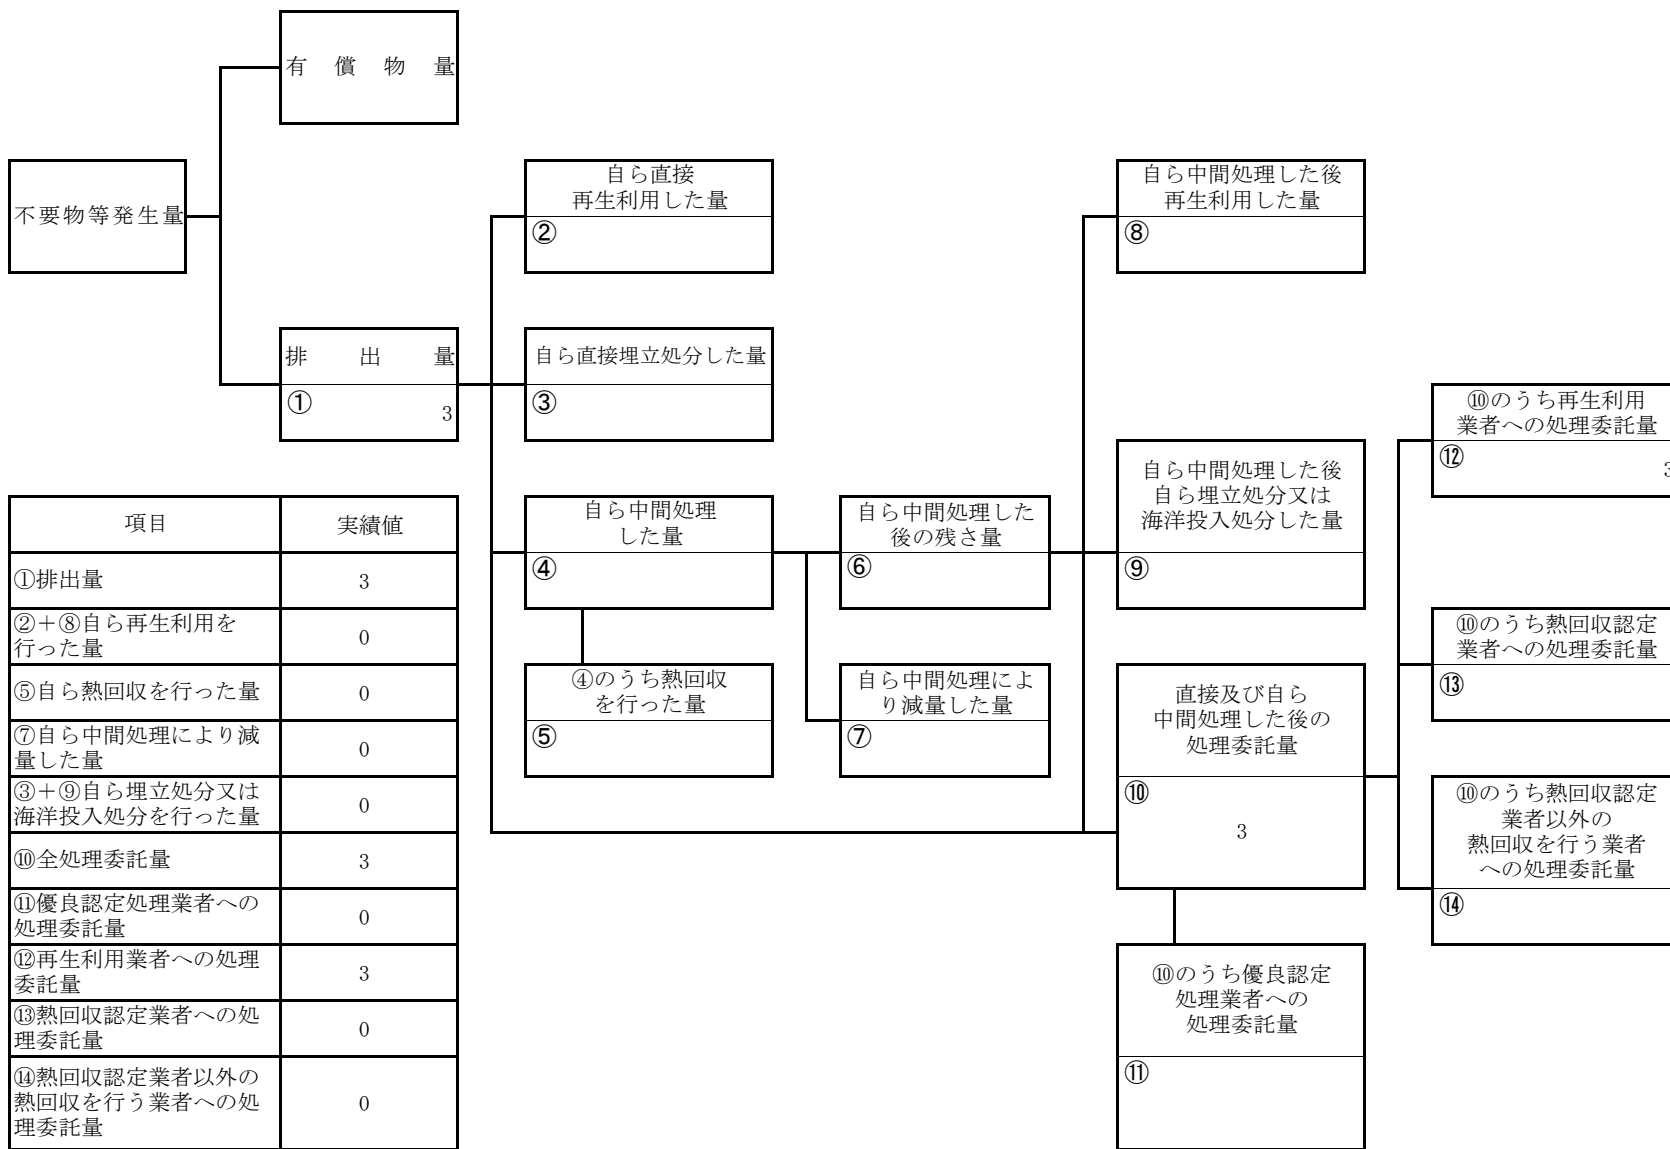 有償物量
不要物等発生量
排出量
①
3
自ら直接
再生利用した量
②
自ら直接埋立処分した量
③
自ら中間処理
した量
④
④のうち熱回収
を行った量
⑤
自ら中間処理した
後の残さ量
⑥
自ら中間処理によ
り減量した量
⑦
自ら中間処理した後
再生利用した量
⑧
自ら中間処理した後
自ら埋立処分又は
海洋投入処分した量
⑨
直接及び自ら
中間処理した後の
処理委託量
⑩
3
⑩のうち優良認定
処理業者への
処理委託量
⑪
⑩のうち再生利用
業者への処理委託量
⑫
3
⑩のうち熱回収認定
業者への処理委託量
⑬
⑩のうち熱回収認定
業者以外の
熱回収を行う業者
への処理委託量
⑭
項目 実績値
①排出量 3
②＋⑧自ら再生利用を
行った量 0
⑤自ら熱回収を行った量 0
⑦自ら中間処理により減
量した量 0
③＋⑨自ら埋立処分又は
海洋投入処分を行った量 0
⑩全処理委託量 3
⑪優良認定処理業者への
処理委託量 0
⑫再生利用業者への処理
委託量 3
⑬熱回収認定業者への処
理委託量 0
⑭熱回収認定業者以外の
熱回収を行う業者への処
理委託量 0